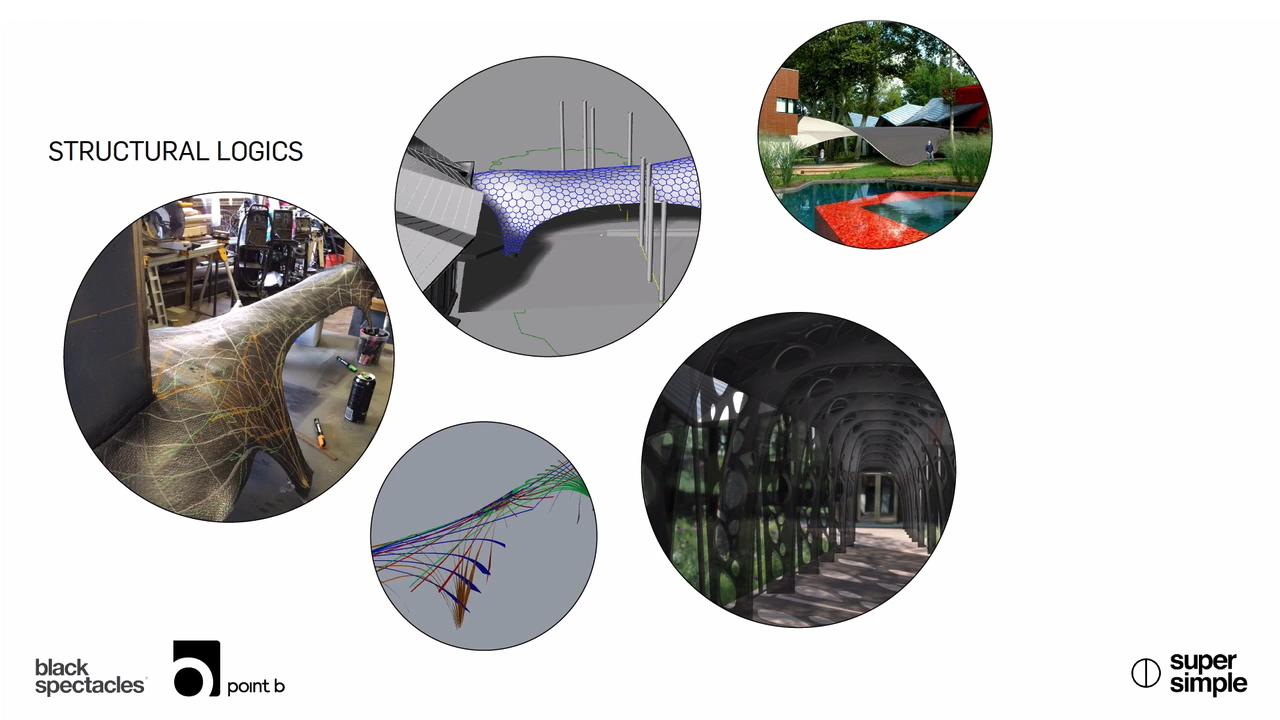 STRUCTURAL LOGICS
black
spectacles
point b
super
simple